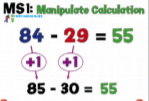 MS1: Manipulate Calculation
84 - 29 = 55
+1 +1
85 - 30 = 55